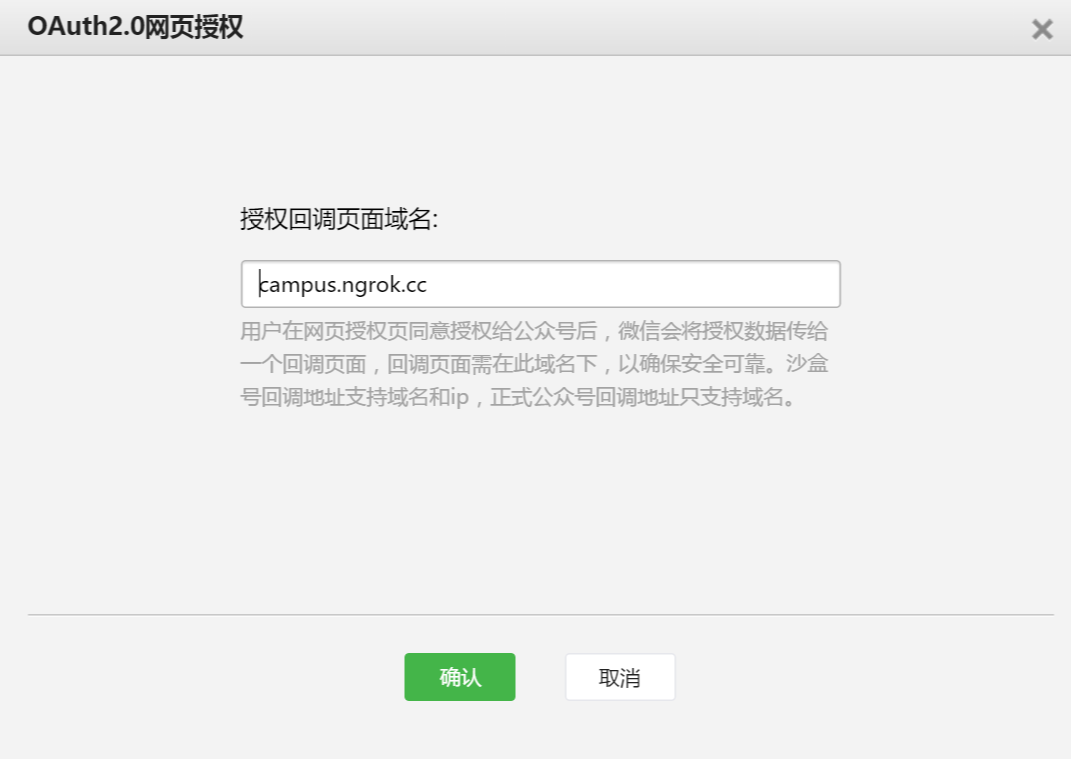 OAuth2.0网页授权
授权回调页面域名:
campus.ngrok.cc
用户在网页授权页同意授权给公众号后，微信会将授权数据传给
一个回调页面，回调页面需在此域名下，以确保安全可靠。沙盒
号回调地址支持域名和ip，正式公众号回调地址只支持域名。
确认
取消